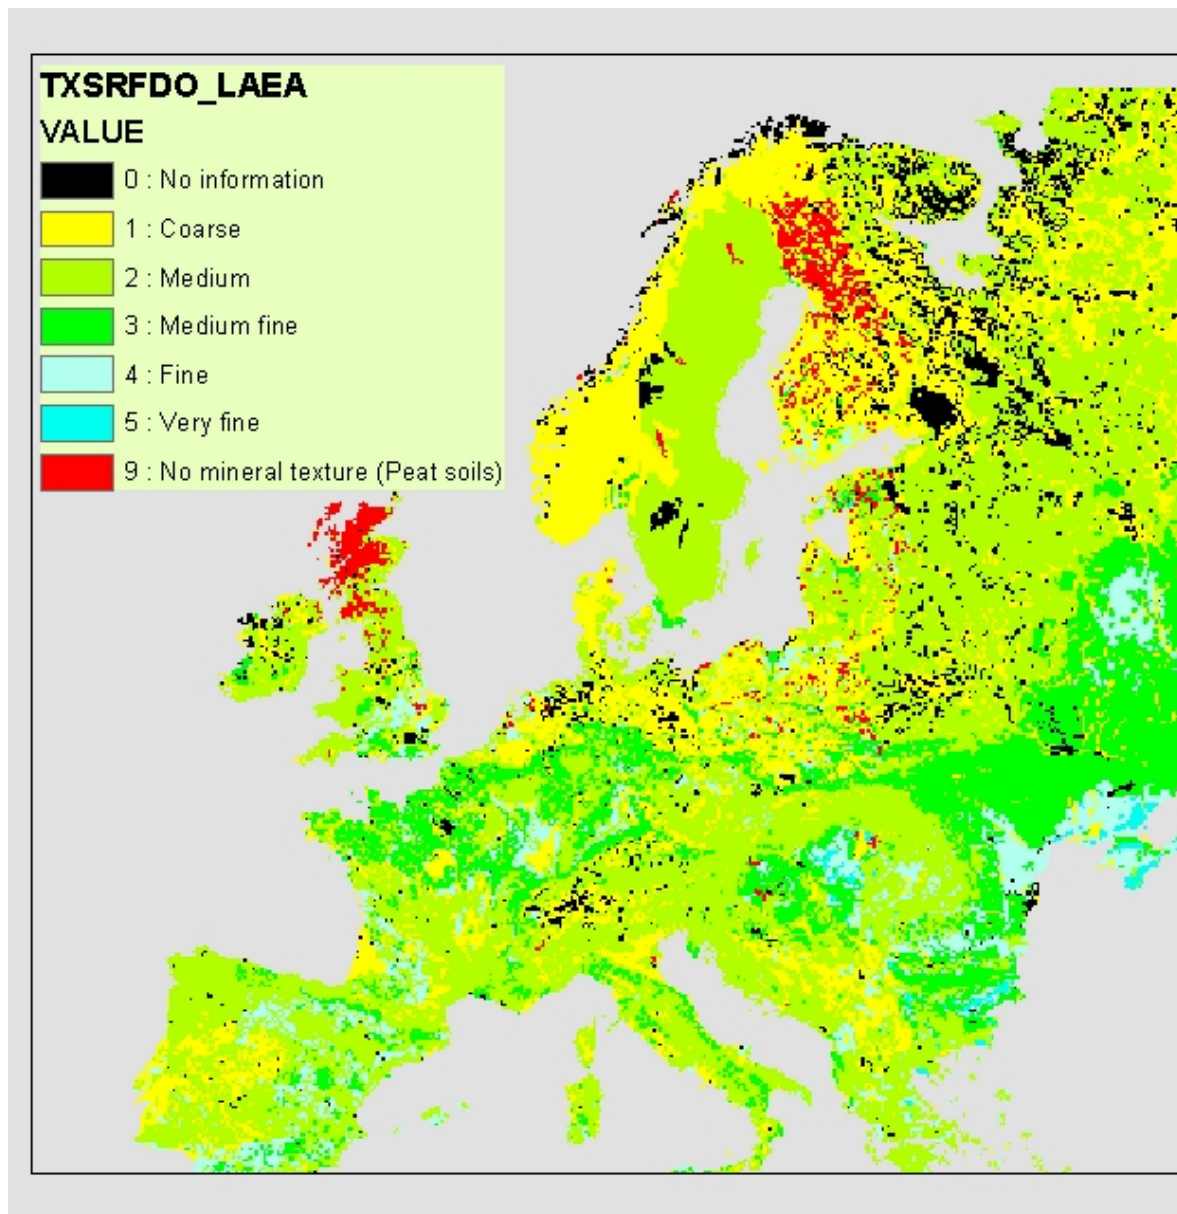 TXSRFDO_LAEA
VALUE
0 : No information
1 : Coarse
2 : Medium
3 : Medium fine
4 : Fine
5 : Very fine
9 : No mineral texture (Peat soils)